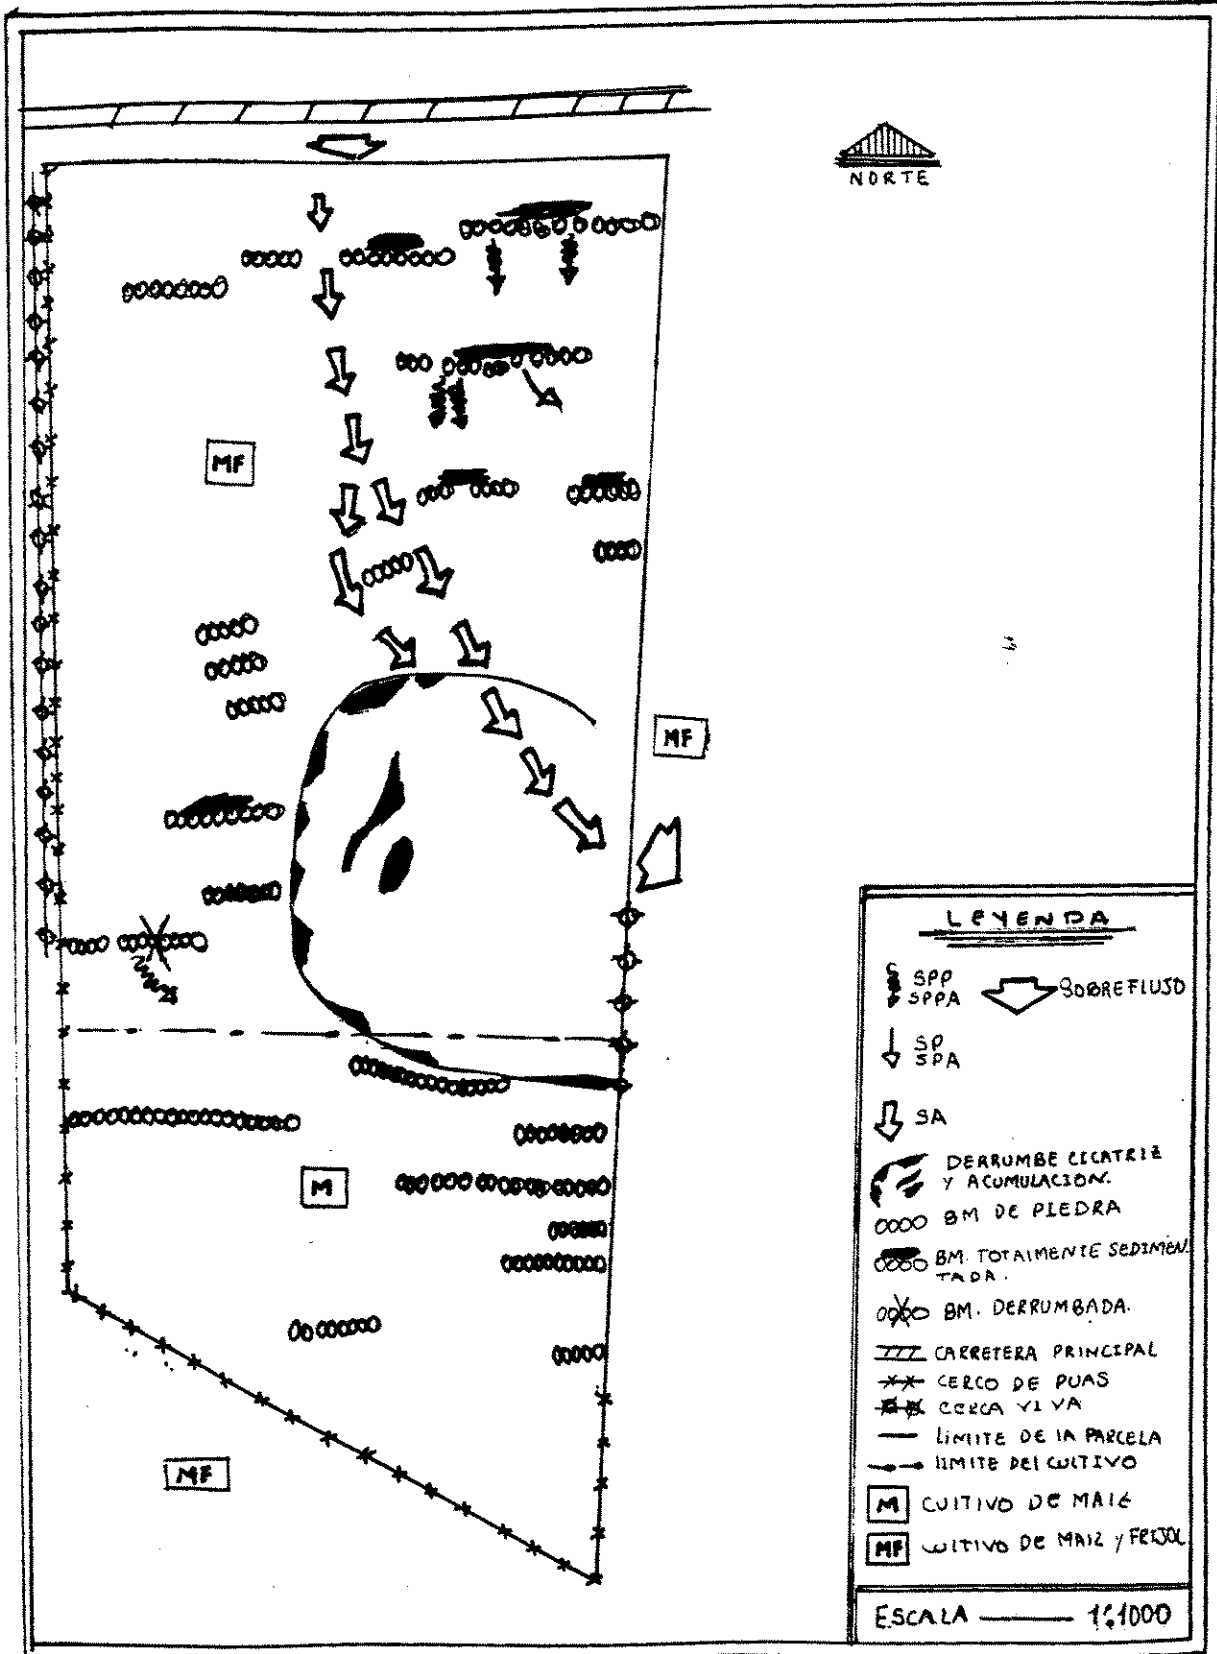 NORTE
MF
MF
M
MF
LEYENDA
SPP
SPPA
SOBREFLUJO
SP
SPA
SA
DERRUMBE CICATRIZ
Y ACUMULACION.
BM DE PIEDRA
BM. TOTALMENTE SEDIMEN
TADA.
BM. DERRUMBADA.
CARRETERA PRINCIPAL
CERCO DE PUAS
CERCA VIVA
LIMITE DE LA PARCELA
LIMITE DEL CULTIVO
M CULTIVO DE MAIZ
MF CULTIVO DE MAIZ Y FRIJOL
ESCALA 1:1000